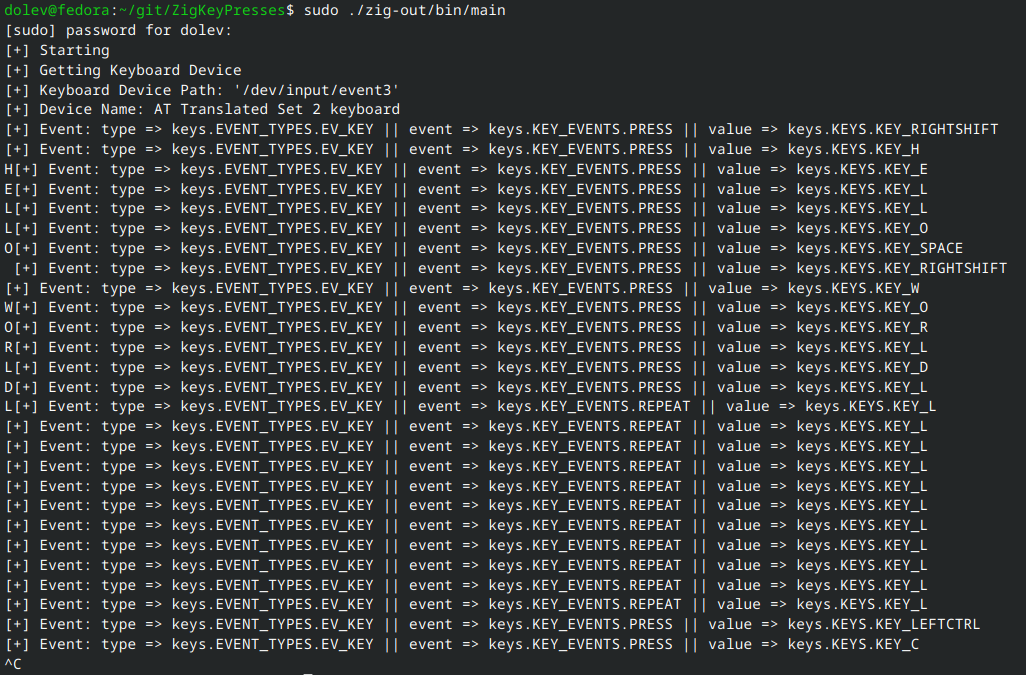 dolev@fedora:~/git/ZigKeyPresses$ sudo ./zig-out/bin/main
[sudo] password for dolev:
[+] Starting
[+] Getting Keyboard Device
[+] Keyboard Device Path: '/dev/input/event3'
[+] Device Name: AT Translated Set 2 keyboard
[+] Event: type => keys.EVENT_TYPES.EV_KEY || event => keys.KEY_EVENTS.PRESS || value => keys.KEYS.KEY_RIGHTSHIFT
[+] Event: type => keys.EVENT_TYPES.EV_KEY || event => keys.KEY_EVENTS.PRESS || value => keys.KEYS.KEY_H
H[+] Event: type => keys.EVENT_TYPES.EV_KEY || event => keys.KEY_EVENTS.PRESS || value => keys.KEYS.KEY_E
E[+] Event: type => keys.EVENT_TYPES.EV_KEY || event => keys.KEY_EVENTS.PRESS || value => keys.KEYS.KEY_L
L[+] Event: type => keys.EVENT_TYPES.EV_KEY || event => keys.KEY_EVENTS.PRESS || value => keys.KEYS.KEY_L
L[+] Event: type => keys.EVENT_TYPES.EV_KEY || event => keys.KEY_EVENTS.PRESS || value => keys.KEYS.KEY_O
O[+] Event: type => keys.EVENT_TYPES.EV_KEY || event => keys.KEY_EVENTS.PRESS || value => keys.KEYS.KEY_SPACE
 [+] Event: type => keys.EVENT_TYPES.EV_KEY || event => keys.KEY_EVENTS.PRESS || value => keys.KEYS.KEY_RIGHTSHIFT
[+] Event: type => keys.EVENT_TYPES.EV_KEY || event => keys.KEY_EVENTS.PRESS || value => keys.KEYS.KEY_W
W[+] Event: type => keys.EVENT_TYPES.EV_KEY || event => keys.KEY_EVENTS.PRESS || value => keys.KEYS.KEY_O
O[+] Event: type => keys.EVENT_TYPES.EV_KEY || event => keys.KEY_EVENTS.PRESS || value => keys.KEYS.KEY_R
R[+] Event: type => keys.EVENT_TYPES.EV_KEY || event => keys.KEY_EVENTS.PRESS || value => keys.KEYS.KEY_L
L[+] Event: type => keys.EVENT_TYPES.EV_KEY || event => keys.KEY_EVENTS.PRESS || value => keys.KEYS.KEY_D
D[+] Event: type => keys.EVENT_TYPES.EV_KEY || event => keys.KEY_EVENTS.PRESS || value => keys.KEYS.KEY_L
L[+] Event: type => keys.EVENT_TYPES.EV_KEY || event => keys.KEY_EVENTS.REPEAT || value => keys.KEYS.KEY_L
[+] Event: type => keys.EVENT_TYPES.EV_KEY || event => keys.KEY_EVENTS.REPEAT || value => keys.KEYS.KEY_L
[+] Event: type => keys.EVENT_TYPES.EV_KEY || event => keys.KEY_EVENTS.REPEAT || value => keys.KEYS.KEY_L
[+] Event: type => keys.EVENT_TYPES.EV_KEY || event => keys.KEY_EVENTS.REPEAT || value => keys.KEYS.KEY_L
[+] Event: type => keys.EVENT_TYPES.EV_KEY || event => keys.KEY_EVENTS.REPEAT || value => keys.KEYS.KEY_L
[+] Event: type => keys.EVENT_TYPES.EV_KEY || event => keys.KEY_EVENTS.REPEAT || value => keys.KEYS.KEY_L
[+] Event: type => keys.EVENT_TYPES.EV_KEY || event => keys.KEY_EVENTS.REPEAT || value => keys.KEYS.KEY_L
[+] Event: type => keys.EVENT_TYPES.EV_KEY || event => keys.KEY_EVENTS.REPEAT || value => keys.KEYS.KEY_L
[+] Event: type => keys.EVENT_TYPES.EV_KEY || event => keys.KEY_EVENTS.REPEAT || value => keys.KEYS.KEY_L
[+] Event: type => keys.EVENT_TYPES.EV_KEY || event => keys.KEY_EVENTS.REPEAT || value => keys.KEYS.KEY_L
[+] Event: type => keys.EVENT_TYPES.EV_KEY || event => keys.KEY_EVENTS.REPEAT || value => keys.KEYS.KEY_L
[+] Event: type => keys.EVENT_TYPES.EV_KEY || event => keys.KEY_EVENTS.PRESS || value => keys.KEYS.KEY_LEFTCTRL
[+] Event: type => keys.EVENT_TYPES.EV_KEY || event => keys.KEY_EVENTS.PRESS || value => keys.KEYS.KEY_C
^C